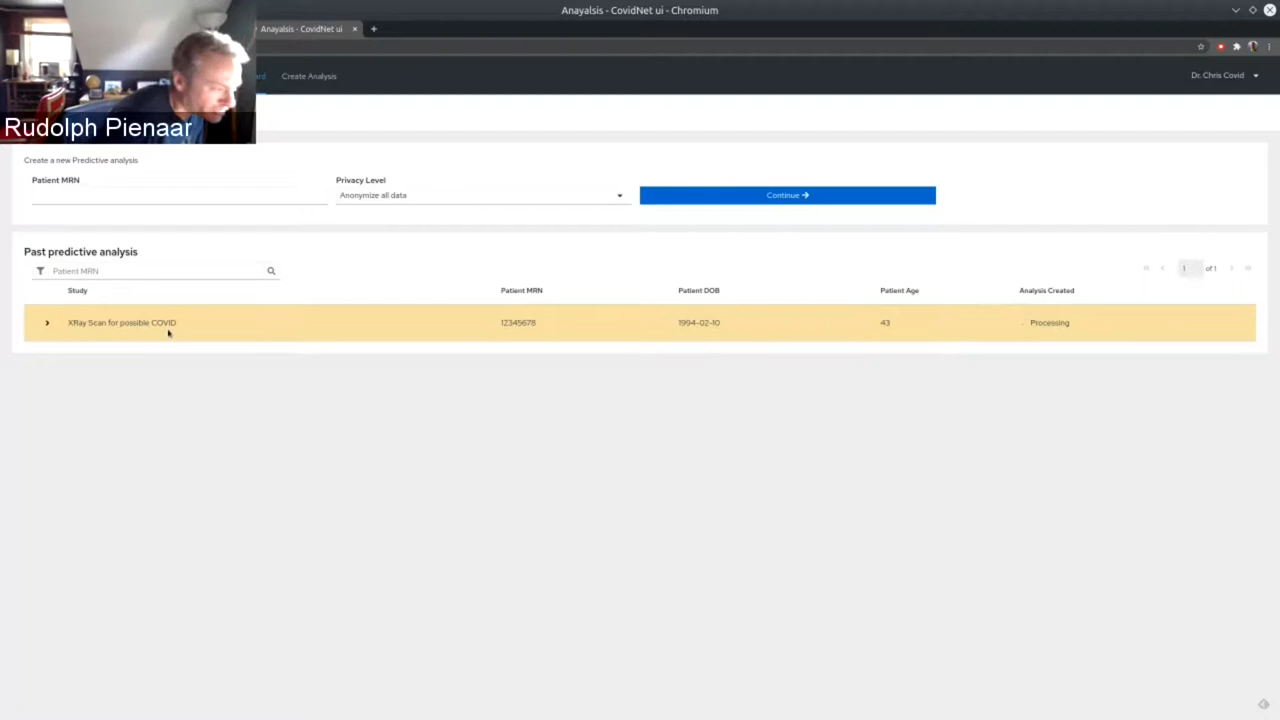 Anayalsis - CovidNet ui - Chromium
Anayalsis - CovidNet ui
Create Analysis
Dr. Chris Covid
Rudolph Pienaar
Create a new Predictive analysis
Patient MRN
Privacy Level
Anonymize all data
Continue
Past predictive analysis
Patient MRN
1 of 1
Study
Patient MRN
Patient DOB
Patient Age
Analysis Created
XRay Scan for possible COVID
12345678
1994-02-10
43
Processing